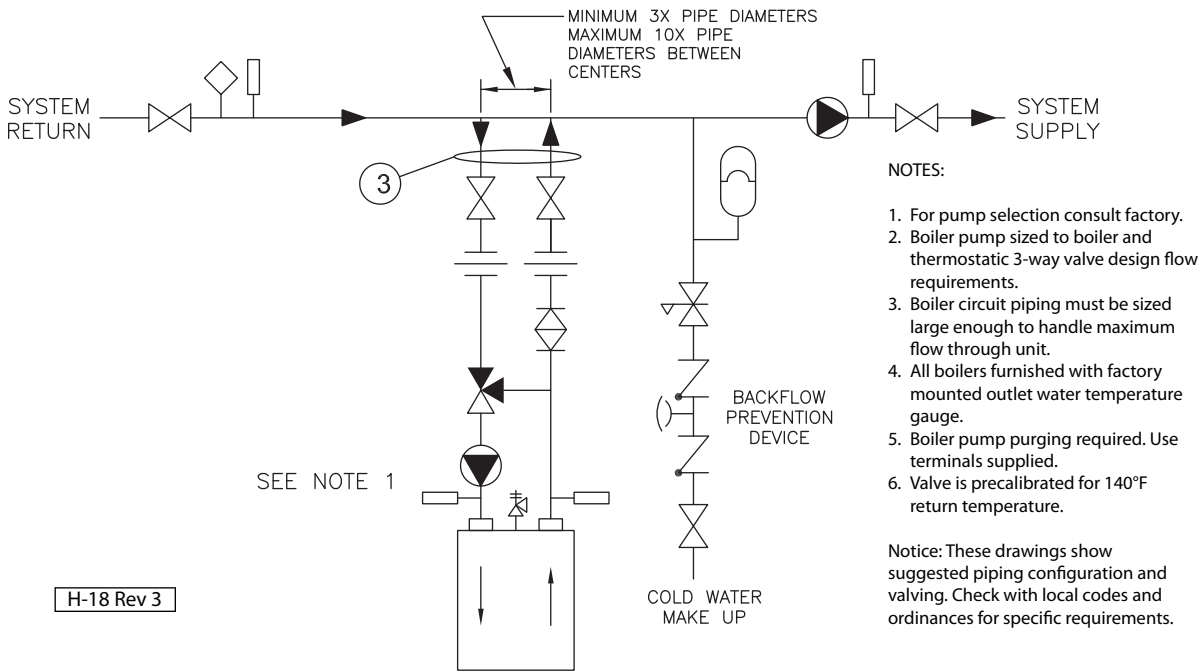 MINIMUM 3X PIPE DIAMETERS
MAXIMUM 10X PIPE
DIAMETERS BETWEEN
CENTERS
SYSTEM
RETURN
SYSTEM
SUPPLY
3
NOTES:
1. For pump selection consult factory.
2. Boiler pump sized to boiler and
thermostatic 3-way valve design flow
requirements.
3. Boiler circuit piping must be sized
large enough to handle maximum
flow through unit.
4. All boilers furnished with factory
mounted outlet water temperature
gauge.
5. Boiler pump purging required. Use
terminals supplied.
6. Valve is precalibrated for 140°F
return temperature.
Notice: These drawings show
suggested piping configuration and
valving. Check with local codes and
ordinances for specific requirements.
BACKFLOW
PREVENTION
DEVICE
SEE NOTE 1
COLD WATER
MAKE UP
H-18 Rev 3